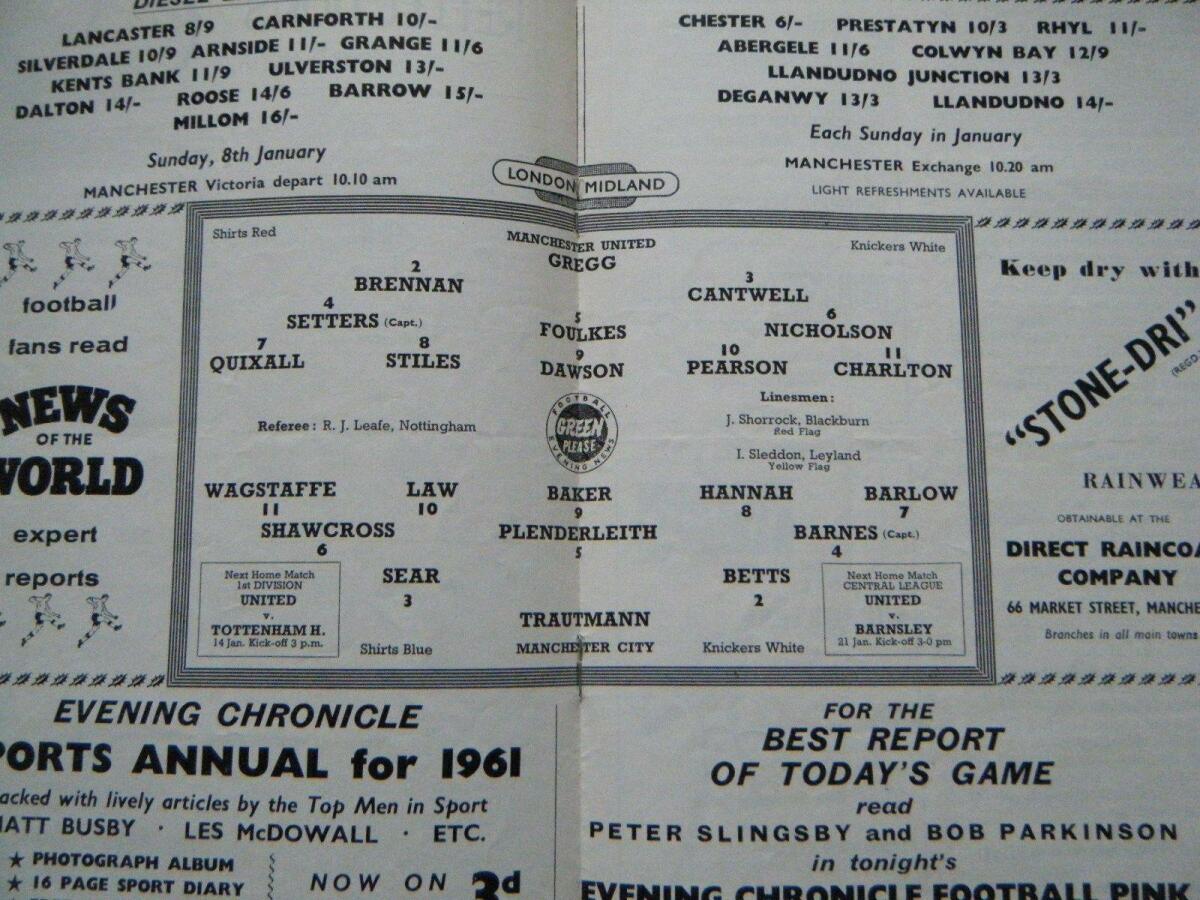 LANCASTER 8/9 CARNFORTH 10/-
SILVERDALE 10/9 ARNSIDE 11/- GRANGE 11/6
KENTS BANK 11/9 ULVERSTON 13/-
DALTON 14/- ROOSE 14/6 BARROW 15/-
MILLOM 16/-
Sunday, 8th January
MANCHESTER Victoria depart 10.10 am
CHESTER 6/- PRESTATYN 10/3 RHYL 11/-
ABERGELE 11/6 COLWYN BAY 12/9
LLANDUDNO JUNCTION 13/3
DEGANWY 13/3 LLANDUDNO 14/-
Each Sunday in January
MANCHESTER Exchange 10.20 am
LIGHT REFRESHMENTS AVAILABLE
LONDON MIDLAND
football
fans read
NEWS
OF THE
WORLD
expert
reports
Shirts Red
MANCHESTER UNITED
Knickers White
GREGG
2
BRENNAN
3
CANTWELL
4
SETTERS (Capt.)
5
FOULKES
6
NICHOLSON
7
QUIXALL
8
STILES
9
DAWSON
10
PEARSON
11
CHARLTON
Referee: R. J. Leafe, Nottingham
FOOTBALL
GREEN
PLEASE
EVENING NEWS
Linesmen:
J. Shorrock, Blackburn
Red Flag
I. Sleddon, Leyland
Yellow Flag
WAGSTAFFE
11
LAW
10
BAKER
9
HANNAH
8
BARLOW
7
SHAWCROSS
6
PLENDERLEITH
5
BARNES (Capt.)
4
SEAR
3
BETTS
2
TRAUTMANN
Shirts Blue
MANCHESTER CITY
Knickers White
Next Home Match
1st DIVISION
UNITED
v.
TOTTENHAM H.
14 Jan. Kick-off 3 p.m.
Next Home Match
CENTRAL LEAGUE
UNITED
v.
BARNSLEY
21 Jan. Kick-off 3-0 pm
Keep dry with
"STONE-DRI"
(REGD.
RAINWEA
OBTAINABLE AT THE
DIRECT RAINCOA
COMPANY
66 MARKET STREET, MANCHE
Branches in all main towns
EVENING CHRONICLE
PORTS ANNUAL for 1961
acked with lively articles by the Top Men in Sport
MATT BUSBY · LES McDOWALL · ETC.
★ PHOTOGRAPH ALBUM
★ 16 PAGE SPORT DIARY
NOW ON 3d
FOR THE
BEST REPORT
OF TODAY'S GAME
read
PETER SLINGSBY and BOB PARKINSON
in tonight's
EVENING CHRONICLE FOOTBALL PINK